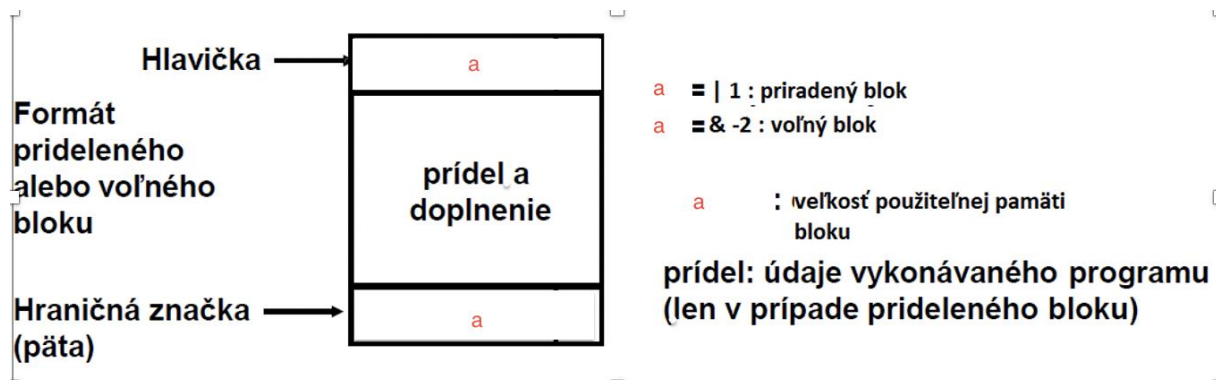 Hlavička
a
Formát
prideleného
alebo voľného
bloku
prídel a
doplnenie
Hraničná značka
(päta)
a
a = | 1 : priradený blok
a = & -2 : voľný blok
a : veľkosť použiteľnej pamäti
bloku
prídel: údaje vykonávaného programu
(len v prípade prideleného bloku)